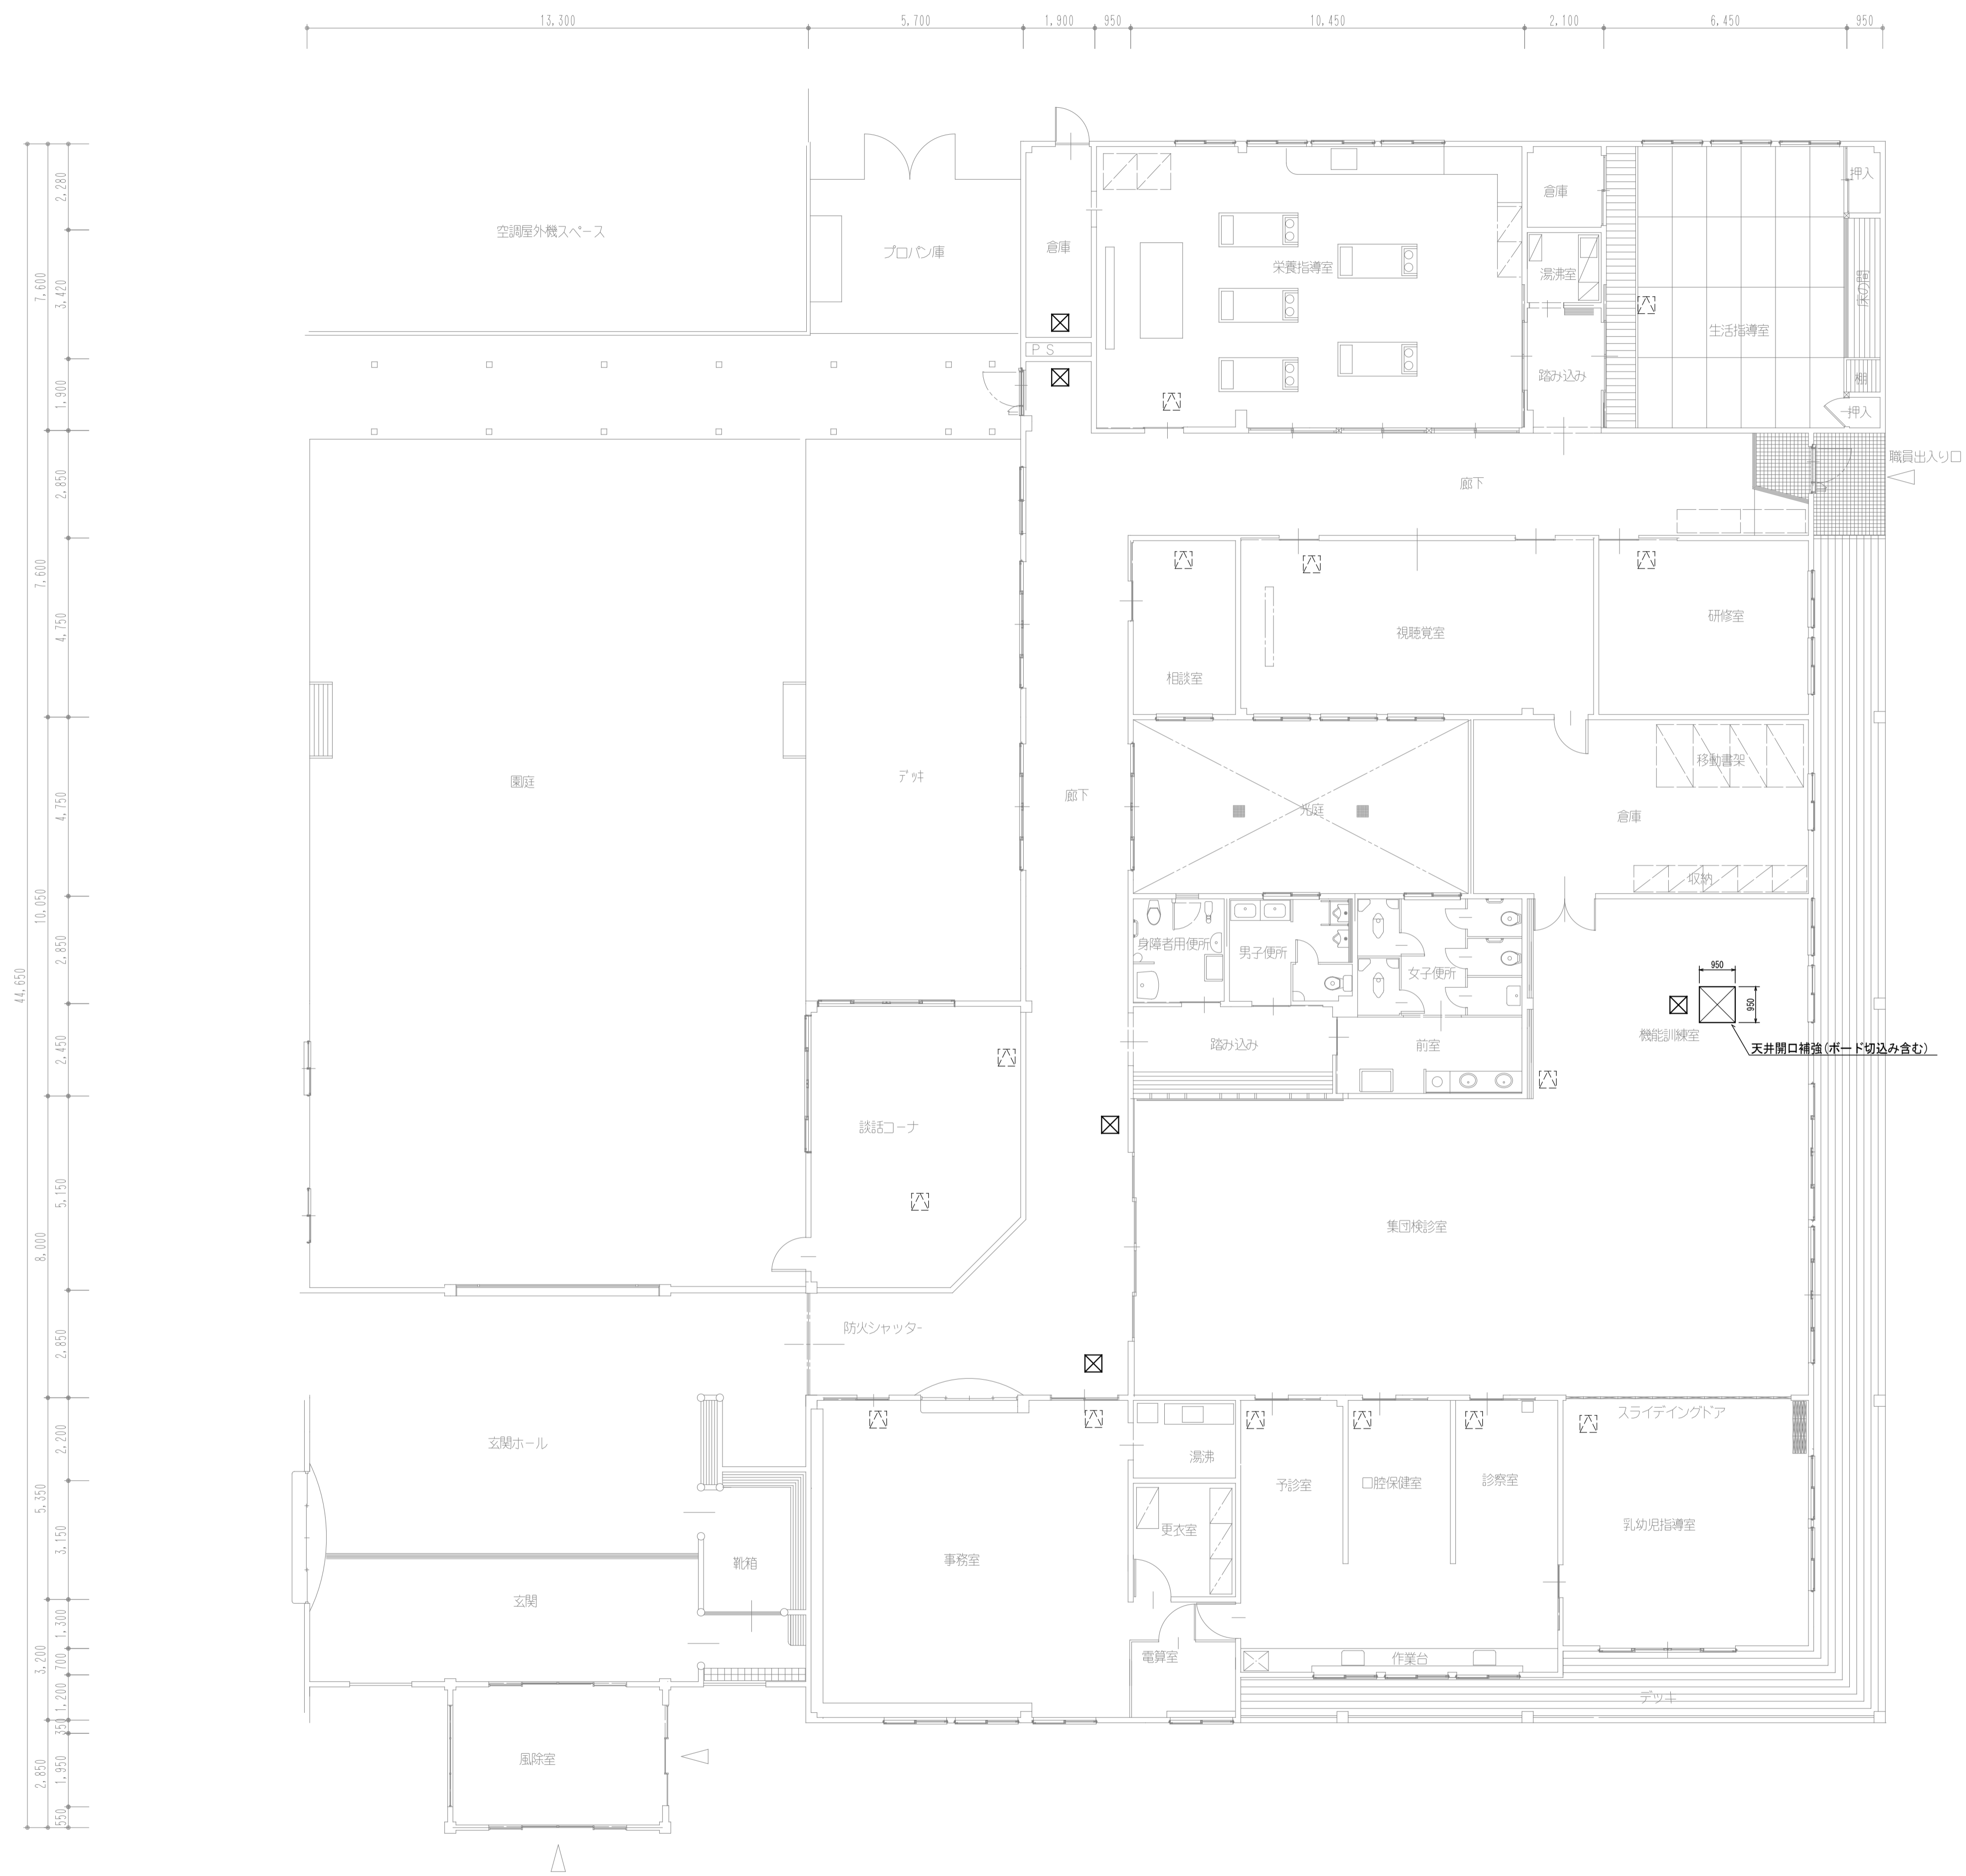 13,300
5,700
1,900
950
10,450
2,100
6,450
950
44,650
7,600
7,600
10,050
8,000
5,350
3,200
2,850
2,280
3,420
1,900
2,850
4,750
4,750
2,850
2,450
5,150
2,850
2,200
3,150
1,300
700
1,200
350
1,950
550
空調屋外機スペース
プロパン庫
倉庫
栄養指導室
倉庫
湯沸室
踏み込み
生活指導室
押入
床の間
棚
押入
PS
職員出入り口
廊下
相談室
視聴覚室
研修室
園庭
デッキ
廊下
光庭
移動書架
倉庫
収納
身障者用便所
男子便所
女子便所
踏み込み
前室
950
950
機能訓練室
天井開口補強(ボード切込み含む)
談話コーナ
集団検診室
防火シャッター
玄関ホール
靴箱
玄関
風除室
事務室
湯沸
更衣室
電算室
予診室
口腔保健室
診察室
スライデイングドア
乳幼児指導室
作業台
デッキ